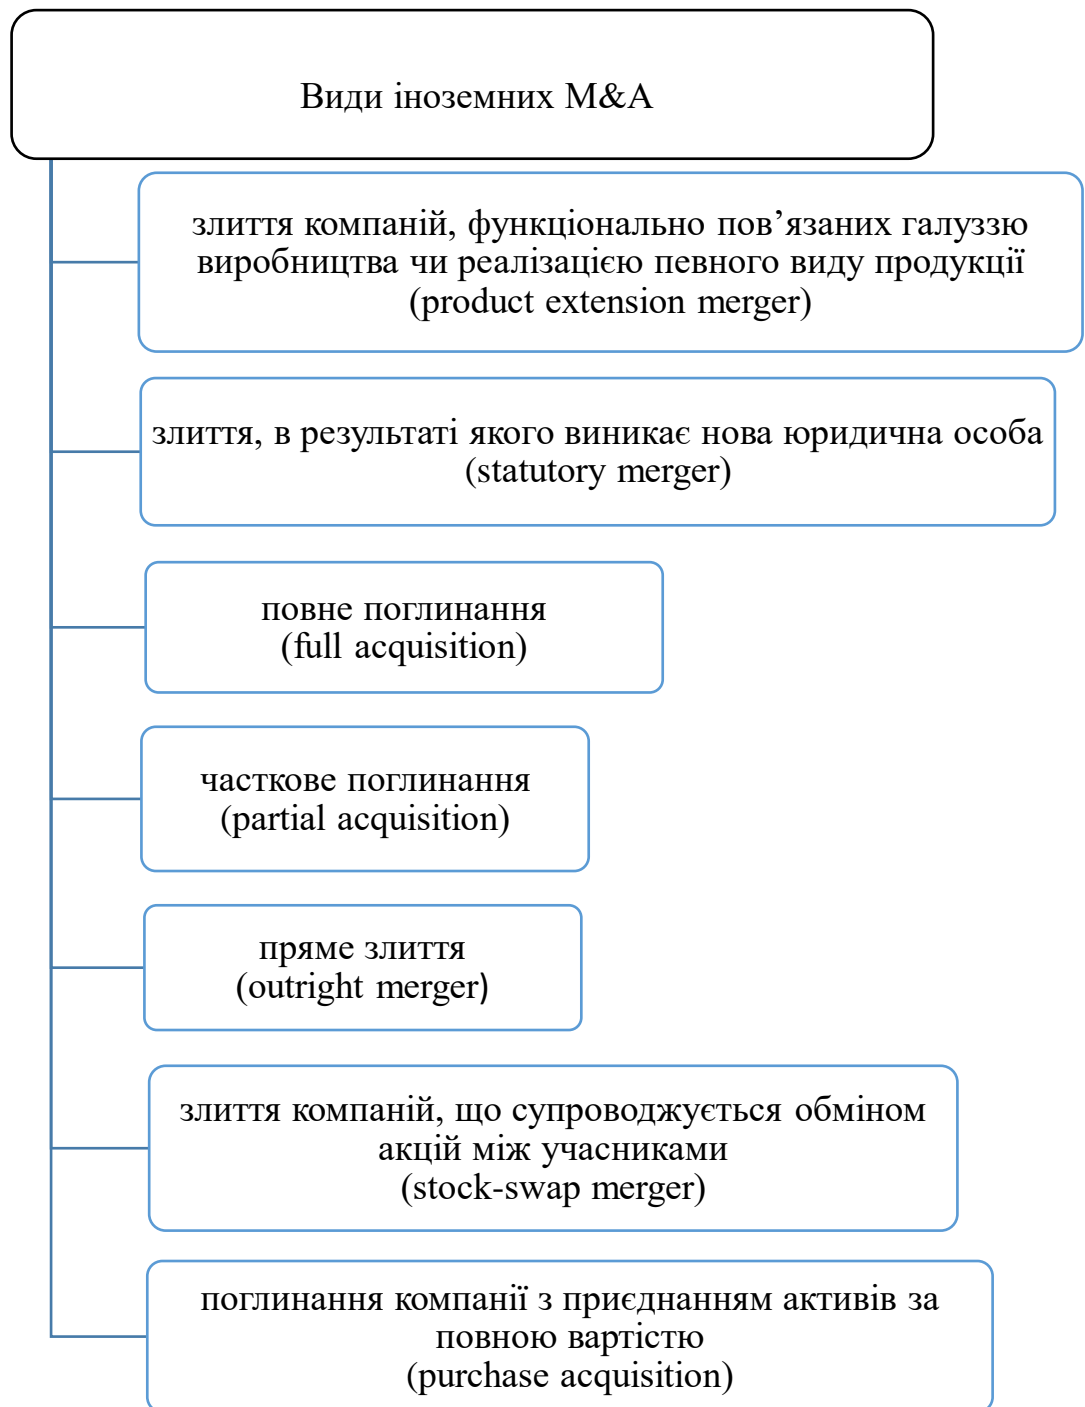 Види іноземних M&A
злиття компаній, функціонально пов’язаних галуззю
виробництва чи реалізацією певного виду продукції
(product extension merger)
злиття, в результаті якого виникає нова юридична особа
(statutory merger)
повне поглинання
(full acquisition)
часткове поглинання
(partial acquisition)
пряме злиття
(outright merger)
злиття компаній, що супроводжується обміном
акцій між учасниками
(stock-swap merger)
поглинання компанії з приєднанням активів за
повною вартістю
(purchase acquisition)